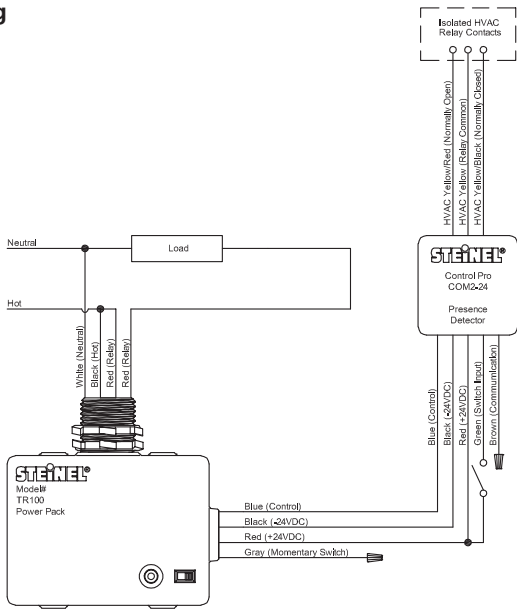 g
Isolated HVAC
Relay Contacts
HVAC Yellow/Red (Normally Open)
HVAC Yellow (Relay Common)
HVAC Yellow/Black (Normally Closed)
STEINEL®
Control Pro
COM2-24
Presence
Detector
Neutral
Load
Hot
White (Neutral)
Black (Hot)
Red (Relay)
Red (Relay)
Blue (Control)
Black (-24VDC)
Red (+24VDC)
Green (Switch Input)
Brown (Communication)
STEINEL®
Model#
TR100
Power Pack
Blue (Control)
Black (-24VDC)
Red (+24VDC)
Gray (Momentary Switch)